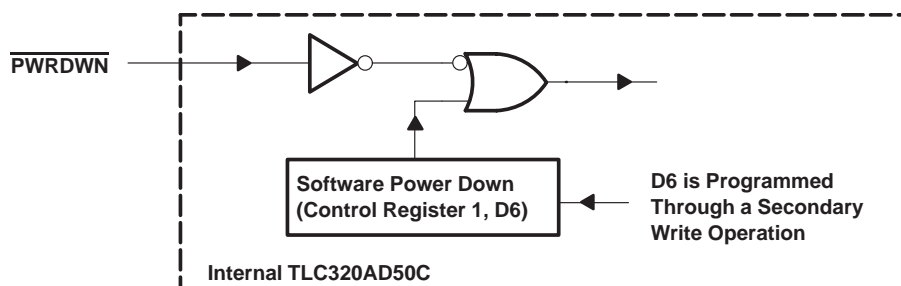 PWRDWN
Software Power Down
(Control Register 1, D6)
D6 is Programmed
Through a Secondary
Write Operation
Internal TLC320AD50C